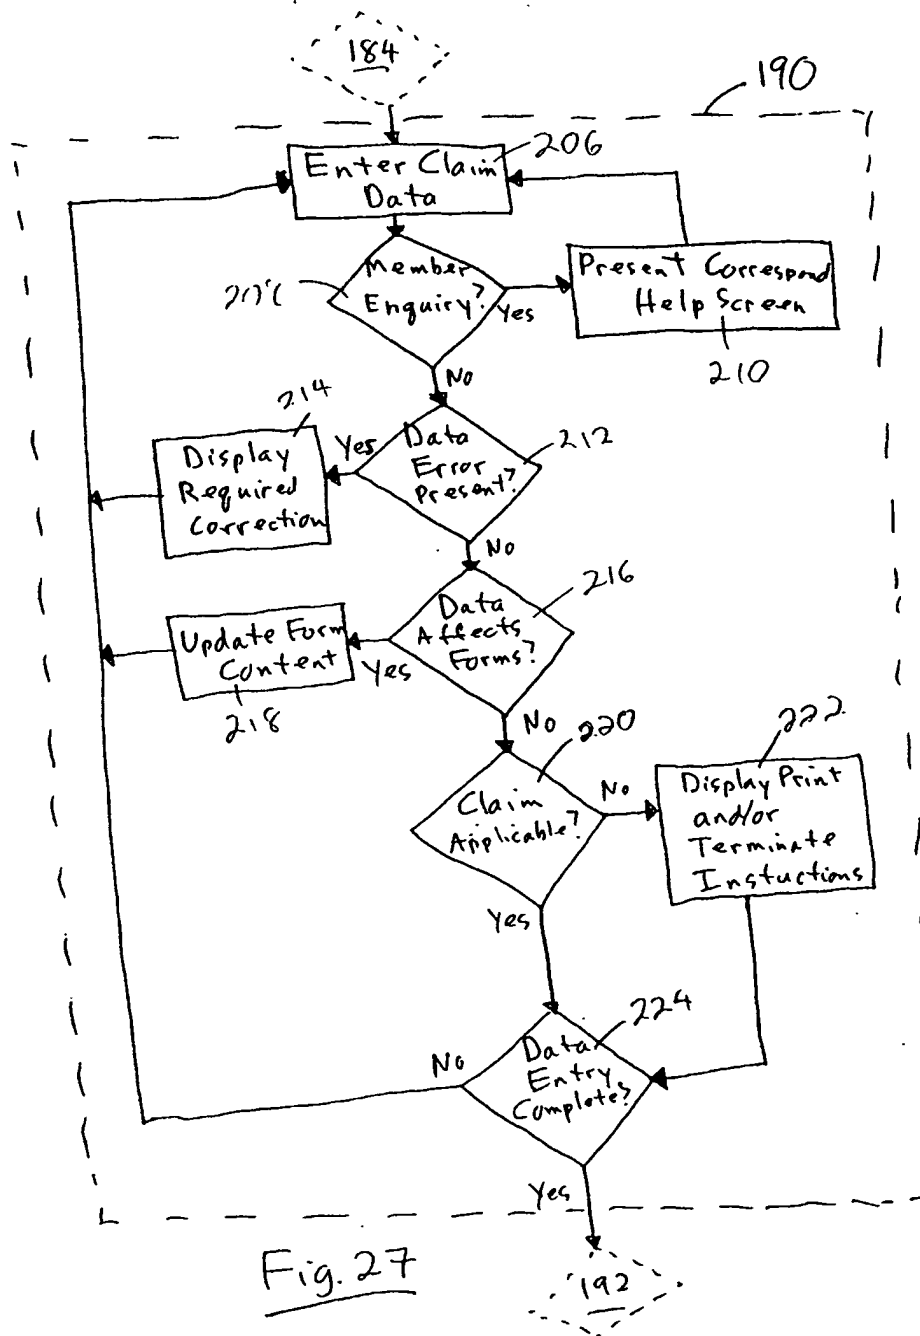 184
190
206
Enter Claim
Data
Member
Enquiry?
Yes
Present Correspond
Help Screen
210
No
214
Display
Required
Correction
Yes
Data
Error
Present?
212
No
216
Data
Affects
Forms?
Yes
Update Form
Content
218
No
220
Claim
Applicable?
No
222
Display Print
and/or
Terminate
Instuctions
Yes
224
Data
Entry
Complete?
No
Yes
192
Fig. 27